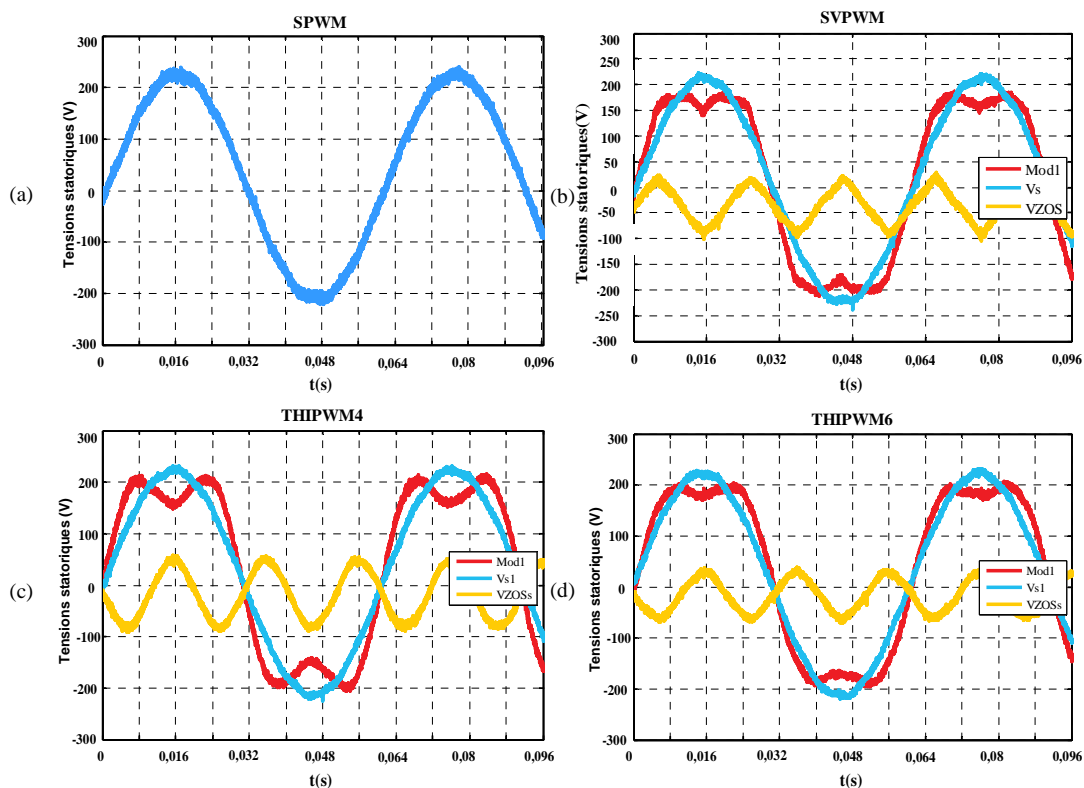 SPWM
300
200
100
0
-100
-200
-300
Tensions statoriques (V)
(a)
0
0,016
0,032
0,048
0,064
0,08
0,096
t(s)
SVPWM
300
200
150
100
50
0
-50
-100
-150
-200
-250
-300
Tensions statoriques(V)
(b)
Mod1
Vs
VZOS
0
0,016
0,032
0,048
0,064
0,08
0,096
t(s)
THIPWM4
300
200
100
0
-100
-200
-300
Tensions statoriques (V)
(c)
Mod1
Vs1
VZOSs
0
0,016
0,032
0,048
0,064
0,08
0,096
t(s)
THIPWM6
300
200
100
0
-100
-200
-300
Tensions statoriques (V)
(d)
Mod1
Vs1
VZOSs
0
0,016
0,032
0,048
0,064
0,08
0,096
t(s)